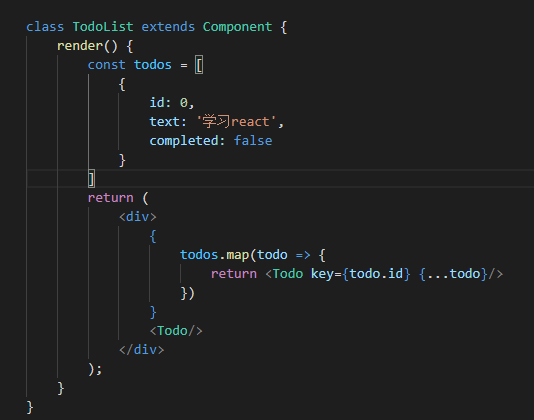 class TodoList extends Component {
    render() {
        const todos = [
            {
                id: 0,
                text: '学习react',
                completed: false
            }
        ]
        return (
            <div>
                {
                    todos.map(todo => {
                        return <Todo key={todo.id} {...todo}/>
                    })
                }
                <Todo/>
            </div>
        );
    }
}